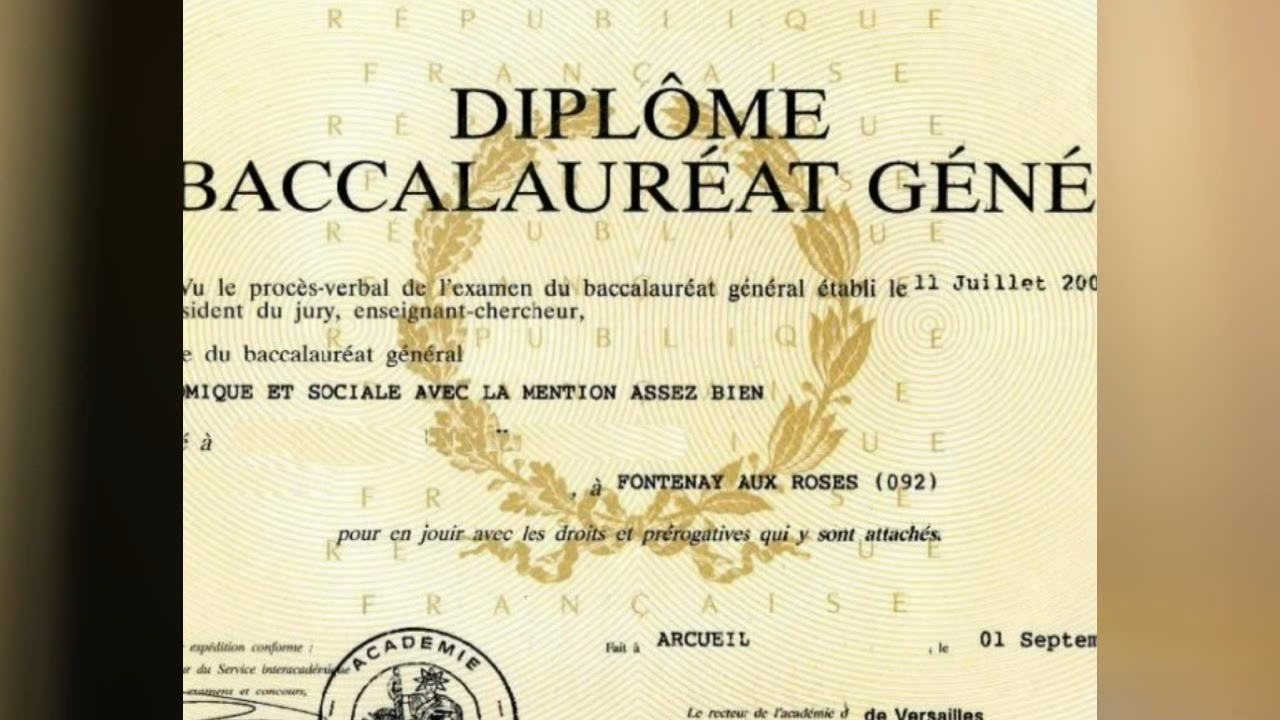 RÉPUBLIQUE
FRANÇAISE
DIPLÔME
BACCALAURÉAT GÉNÉ
Vu le procès-verbal de l'examen du baccalauréat général établi le 11 Juillet 200
sident du jury, enseignant-chercheur,
e du baccalauréat général
OMIQUE ET SOCIALE AVEC LA MENTION ASSEZ BIEN
é à
, à FONTENAY AUX ROSES (092)
pour en jouir avec les droits et prérogatives qui y sont attachés.
RÉPUBLIQUE
FRANÇAISE
expédition conforme :
Fait à ARCUEIL , le 01 Septem
ur du Service interacadémique
examens et concours,
ACADEMIE
Le recteur de l'académie d de Versailles